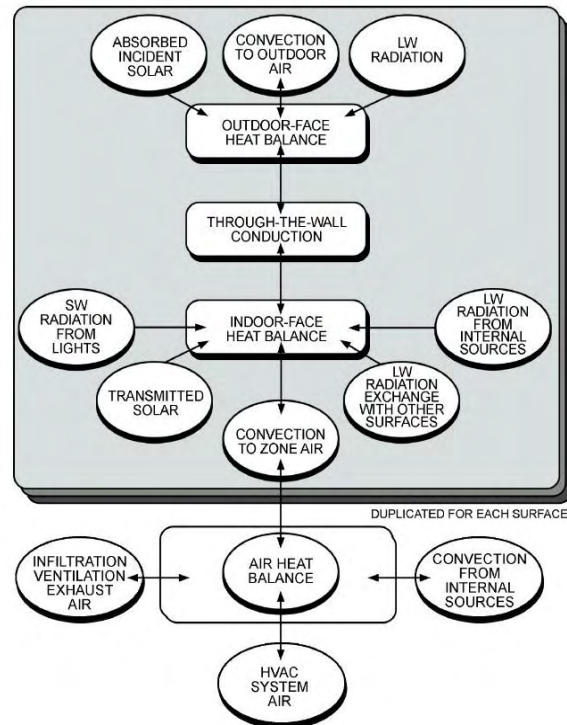 ABSORBED
INCIDENT
SOLAR
CONVECTION
TO OUTDOOR
AIR
LW
RADIATION
OUTDOOR-FACE
HEAT BALANCE
THROUGH-THE-WALL
CONDUCTION
SW
RADIATION
FROM
LIGHTS
INDOOR-FACE
HEAT BALANCE
LW
RADIATION
FROM INTERNAL
SOURCES
TRANSMITTED
SOLAR
LW
RADIATION
EXCHANGE
WITH OTHER
SURFACES
CONVECTION
TO ZONE AIR
DUPLICATED FOR EACH SURFACE
INFILTRATION
VENTILATION
EXHAUST
AIR
AIR HEAT
BALANCE
CONVECTION
FROM
INTERNAL
SOURCES
HVAC
SYSTEM
AIR